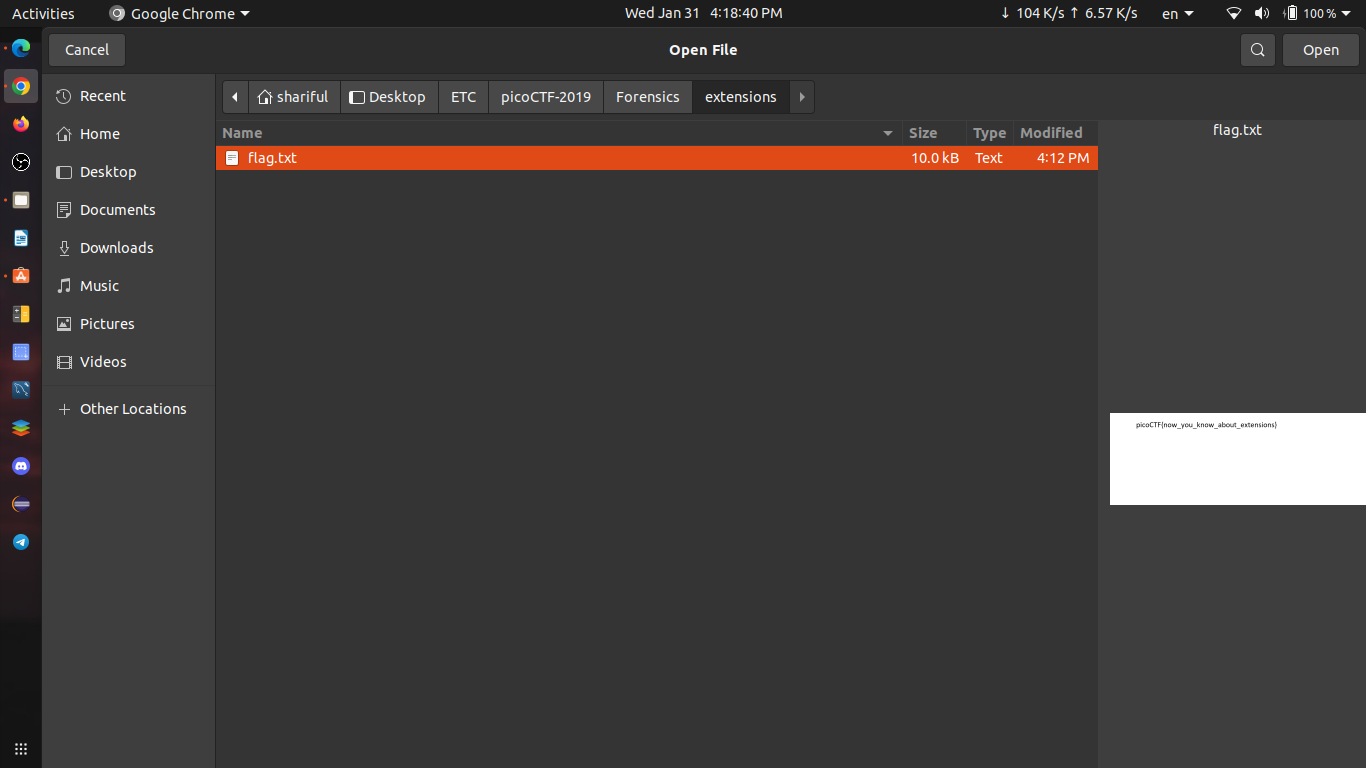 Activities Google Chrome Wed Jan 31 4:18:40 PM ↓ 104 K/s ↑ 6.57 K/s en 100 %
Cancel Open File Open
Recent
Home
Desktop
Documents
Downloads
Music
Pictures
Videos
+ Other Locations
shariful Desktop ETC picoCTF-2019 Forensics extensions
Name Size Type Modified
flag.txt 10.0 kB Text 4:12 PM
flag.txt
picoCTF{now_you_know_about_extensions}